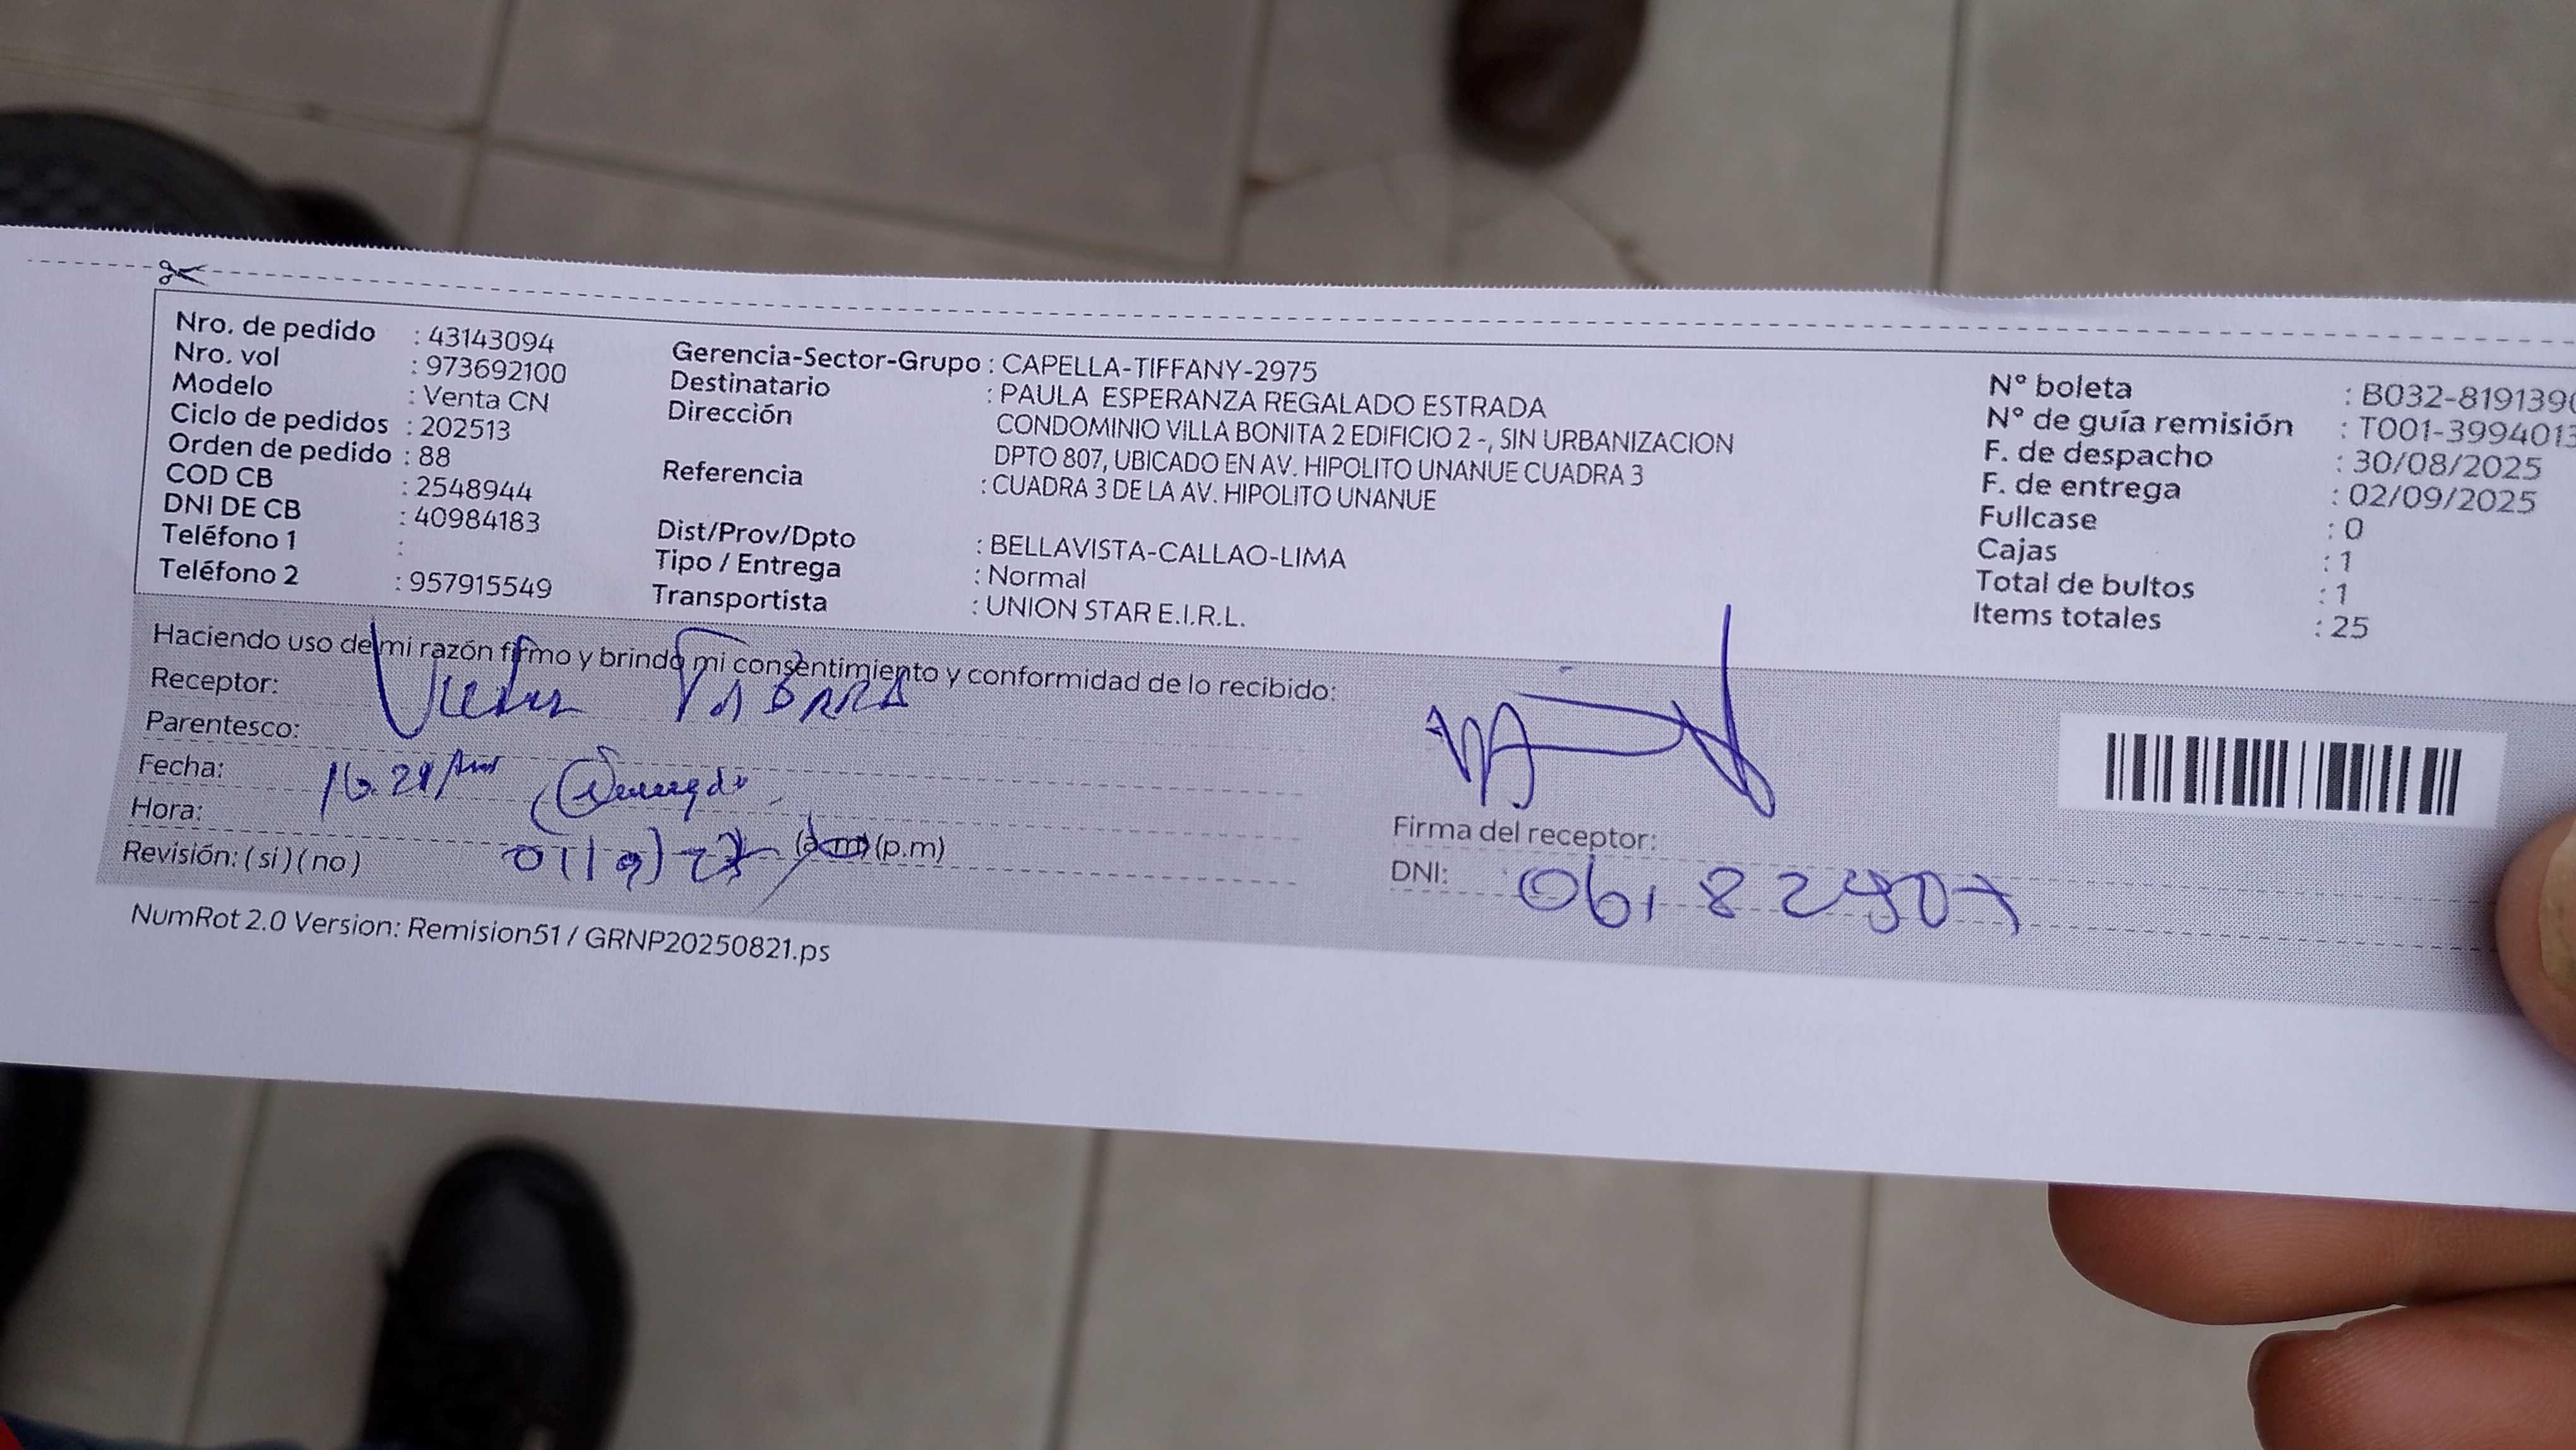 Nro. de pedido : 43143094
Nro. vol : 973692100
Modelo : Venta CN
Ciclo de pedidos : 202513
Orden de pedido : 88
COD CB : 2548944
DNI DE CB : 40984183
Teléfono 1 :
Teléfono 2 : 957915549
Gerencia-Sector-Grupo : CAPELLA-TIFFANY-2975
Destinatario : PAULA ESPERANZA REGALADO ESTRADA
Dirección CONDOMINIO VILLA BONITA 2 EDIFICIO 2 -, SIN URBANIZACION
DPTO 807, UBICADO EN AV. HIPOLITO UNANUE CUADRA 3
Referencia : CUADRA 3 DE LA AV. HIPOLITO UNANUE
Dist/Prov/Dpto : BELLAVISTA-CALLAO-LIMA
Tipo / Entrega : Normal
Transportista : UNION STAR E.I.R.L.
N° boleta : B032-819139
N° de guía remisión : T001-3994013
F. de despacho : 30/08/2025
F. de entrega : 02/09/2025
Fullcase : 0
Cajas : 1
Total de bultos : 1
Items totales : 25
Haciendo uso de mi razón firmo y brindo mi consentimiento y conformidad de lo recibido:
Receptor:
Parentesco:
Fecha:
Hora: (p.m)
Revisión: ( si ) ( no )
Firma del receptor:
DNI:
NumRot 2.0 Version: Remision51 / GRNP20250821.ps